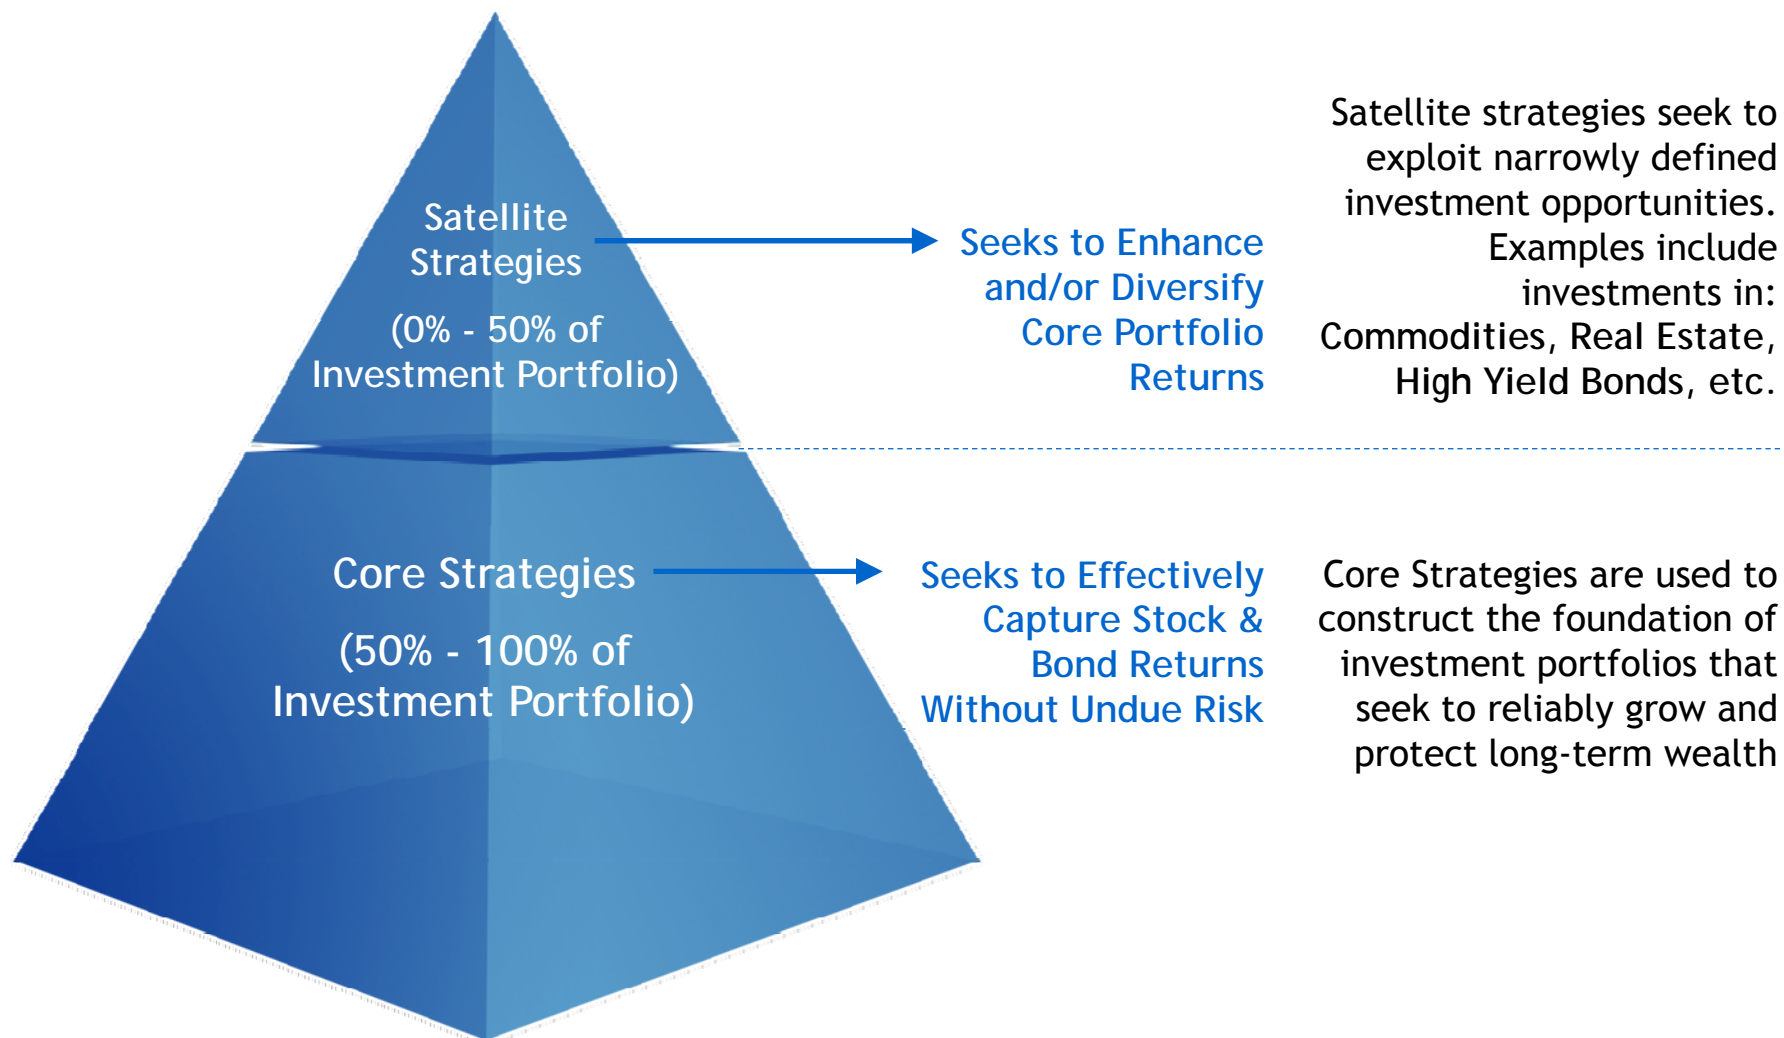 Satellite
Strategies
(0% - 50% of
Investment Portfolio)
Seeks to Enhance
and/or Diversify
Core Portfolio
Returns
Satellite strategies seek to
exploit narrowly defined
investment opportunities.
Examples include
investments in:
Commodities, Real Estate,
High Yield Bonds, etc.
Core Strategies
(50% - 100% of
Investment Portfolio)
Seeks to Effectively
Capture Stock &
Bond Returns
Without Undue Risk
Core Strategies are used to
construct the foundation of
investment portfolios that
seek to reliably grow and
protect long-term wealth